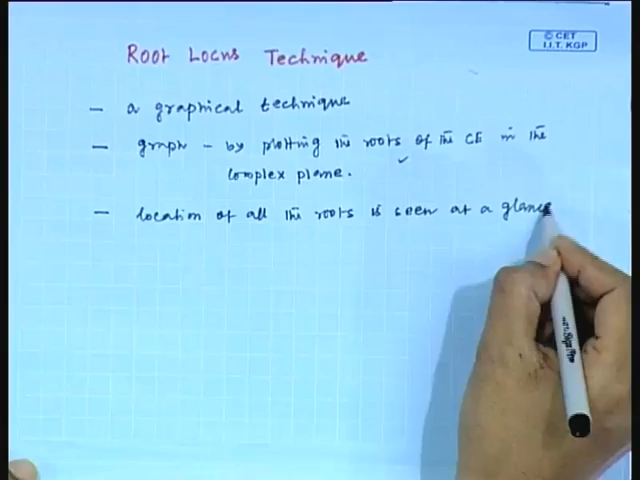 Root Locus Technique
© CET
I.I.T. KGP
- a graphical technique
- graph - by plotting the roots of the CE in the
complex plane.
- location of all the roots is seen at a glance